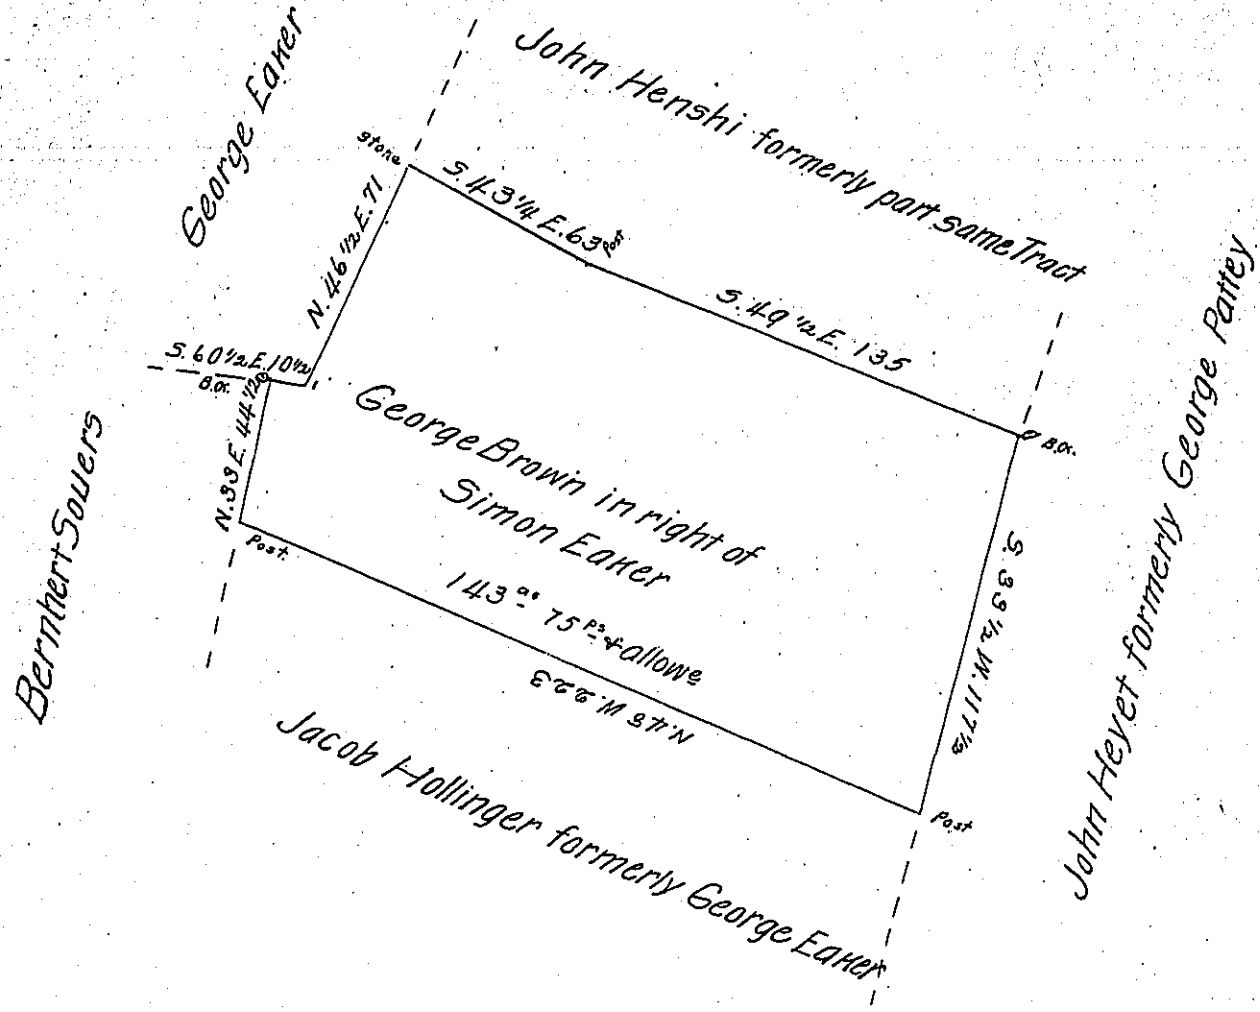 George Eaker
John Henshi formerly part same Tract
stone
S. 43 1/4 E. 63
post
N. 46 1/2 E. 71
S. 49 1/2 E. 135
S. 60 1/2 E. 10 1/2
B.O.
N. 33 E. 44 1/2
B.O.
George Brown in right of
Simon Eaker
143 as 75 ps & allowe
Post.
N. 48 W. 223
S. 33 1/2 W. 117 1/2
Post
Bernhert Souers
Jacob Hollinger formerly George Eaker
John Heyet formerly George Pattey